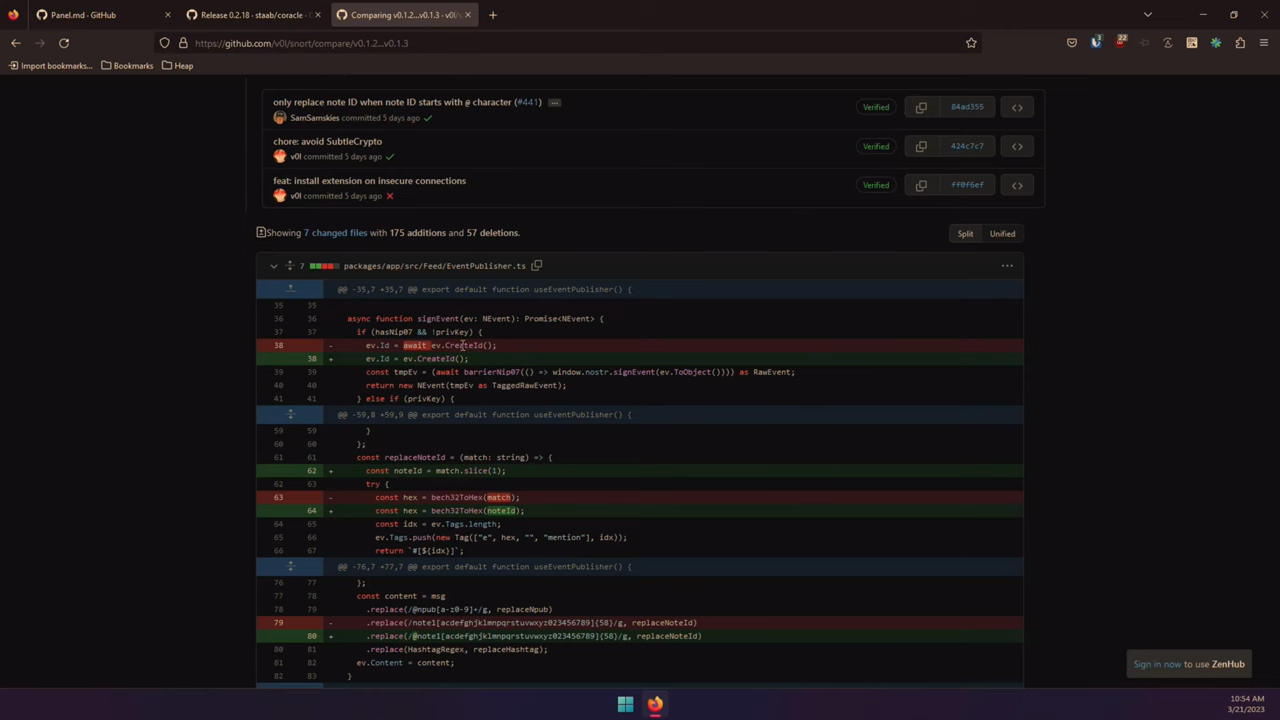 Panel.md - GitHub
Release 0.2.18 - staab/coracle ·
Comparing v0.1.2...v0.1.3 · v0l/s
https://github.com/v0l/snort/compare/v0.1.2...v0.1.3
3
22
Import bookmarks...
Bookmarks
Heap
only replace note ID when note ID starts with @ character (#441) ...
Verified
84ad355
SamSamskies committed 5 days ago
chore: avoid SubtleCrypto
Verified
424c7c7
v0l committed 5 days ago
feat: install extension on insecure connections
Verified
ff0f6ef
v0l committed 5 days ago
Showing 7 changed files with 175 additions and 57 deletions.
Split
Unified
7 packages/app/src/Feed/EventPublisher.ts
@@ -35,7 +35,7 @@ export default function useEventPublisher() {
35 35
36 36 async function signEvent(ev: NEvent): Promise<NEvent> {
37 37 if (hasNip07 && !privKey) {
38 - ev.Id = await ev.CreateId();
38 + ev.Id = ev.CreateId();
39 39 const tmpEv = (await barrierNip07(() => window.nostr.signEvent(ev.ToObject()))) as RawEvent;
40 40 return new NEvent(tmpEv as TaggedRawEvent);
41 41 } else if (privKey) {
@@ -59,8 +59,9 @@ export default function useEventPublisher() {
59 59 }
60 60 };
61 61 const replaceNoteId = (match: string) => {
62 + const noteId = match.slice(1);
62 63 try {
63 - const hex = bech32ToHex(match);
64 + const hex = bech32ToHex(noteId);
64 65 const idx = ev.Tags.length;
65 66 ev.Tags.push(new Tag(["e", hex, "", "mention"], idx));
66 67 return `#[${idx}]`;
@@ -76,7 +77,7 @@ export default function useEventPublisher() {
76 77 };
77 78 const content = msg
78 79 .replace(/@npub[a-z0-9]+/g, replaceNpub)
79 - .replace(/note1[acdefghjklmnpqrstuvwxyz023456789]{58}/g, replaceNoteId)
80 + .replace(/@note1[acdefghjklmnpqrstuvwxyz023456789]{58}/g, replaceNoteId)
80 81 .replace(HashtagRegex, replaceHashtag);
81 82 ev.Content = content;
82 83 }
Sign in now to use ZenHub
10:54 AM
3/21/2023